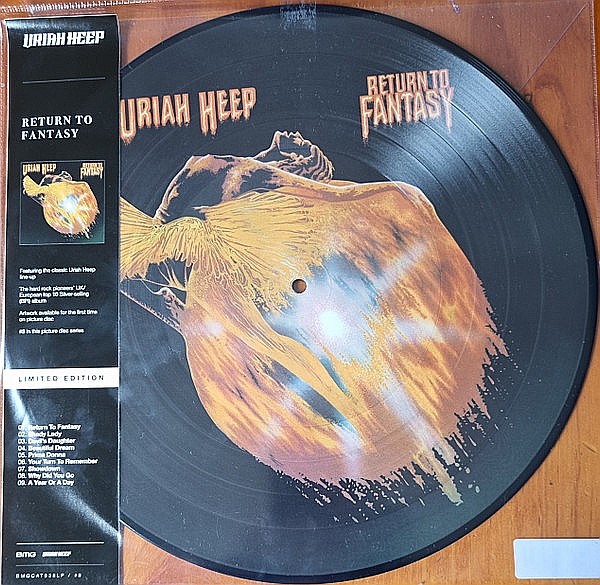 URIAH HEEP
RETURN TO
FANTASY
URIAH HEEP
RETURN TO
FANTASY
Featuring the classic Uriah Heep
line-up
'The hard rock pioneers' UK/
European top 10 Silver-selling
(BPI) album
Artwork available for the first time
on picture disc
#8 in this picture disc series
LIMITED EDITION
01. Return To Fantasy
02. Shady Lady
03. Devil's Daughter
04. Beautiful Dream
05. Prima Donna
06. Your Turn To Remember
07. Showdown
08. Why Did You Go
09. A Year Or A Day
BMG
URIAH HEEP
BMGCAT938LP / #8
URIAH HEEP
RETURN TO
FANTASY